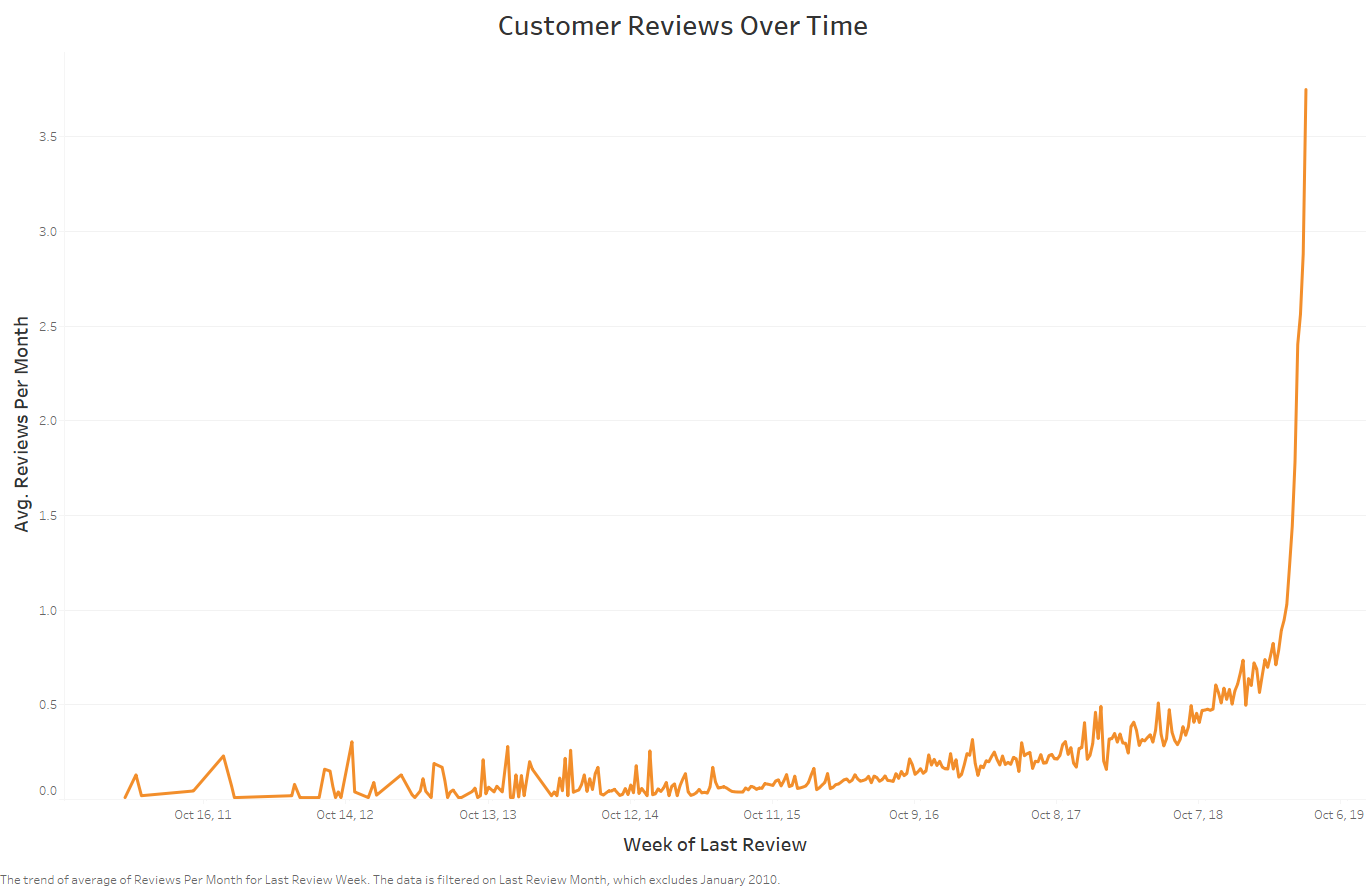 Customer Reviews Over Time
3.5
3.0
2.5
2.0
1.5
1.0
0.5
0.0
Avg. Reviews Per Month
Oct 16, 11
Oct 14, 12
Oct 13, 13
Oct 12, 14
Oct 11, 15
Oct 9, 16
Oct 8, 17
Oct 7, 18
Oct 6, 19
Week of Last Review
The trend of average of Reviews Per Month for Last Review Week. The data is filtered on Last Review Month, which excludes January 2010.